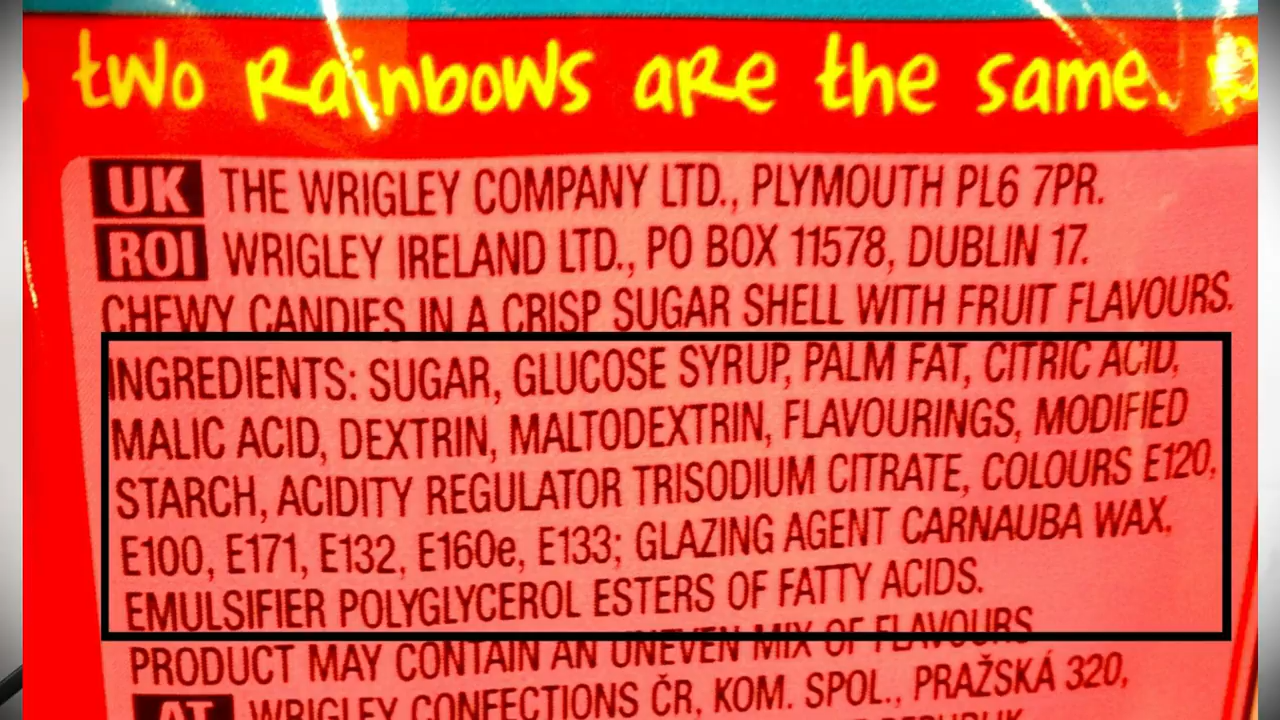 two Rainbows are the same.
UK THE WRIGLEY COMPANY LTD., PLYMOUTH PL6 7PR.
ROI WRIGLEY IRELAND LTD., PO BOX 11578, DUBLIN 17.
CHEWY CANDIES IN A CRISP SUGAR SHELL WITH FRUIT FLAVOURS.
INGREDIENTS: SUGAR, GLUCOSE SYRUP, PALM FAT, CITRIC ACID,
MALIC ACID, DEXTRIN, MALTODEXTRIN, FLAVOURINGS, MODIFIED
STARCH, ACIDITY REGULATOR TRISODIUM CITRATE, COLOURS E120,
E100, E171, E132, E160e, E133; GLAZING AGENT CARNAUBA WAX,
EMULSIFIER POLYGLYCEROL ESTERS OF FATTY ACIDS.
PRODUCT MAY CONTAIN AN UNEVEN MIX OF FLAVOURS
AT WRIGLEY CONFECTIONS ČR, KOM. SPOL., PRAŽSKÁ 320,